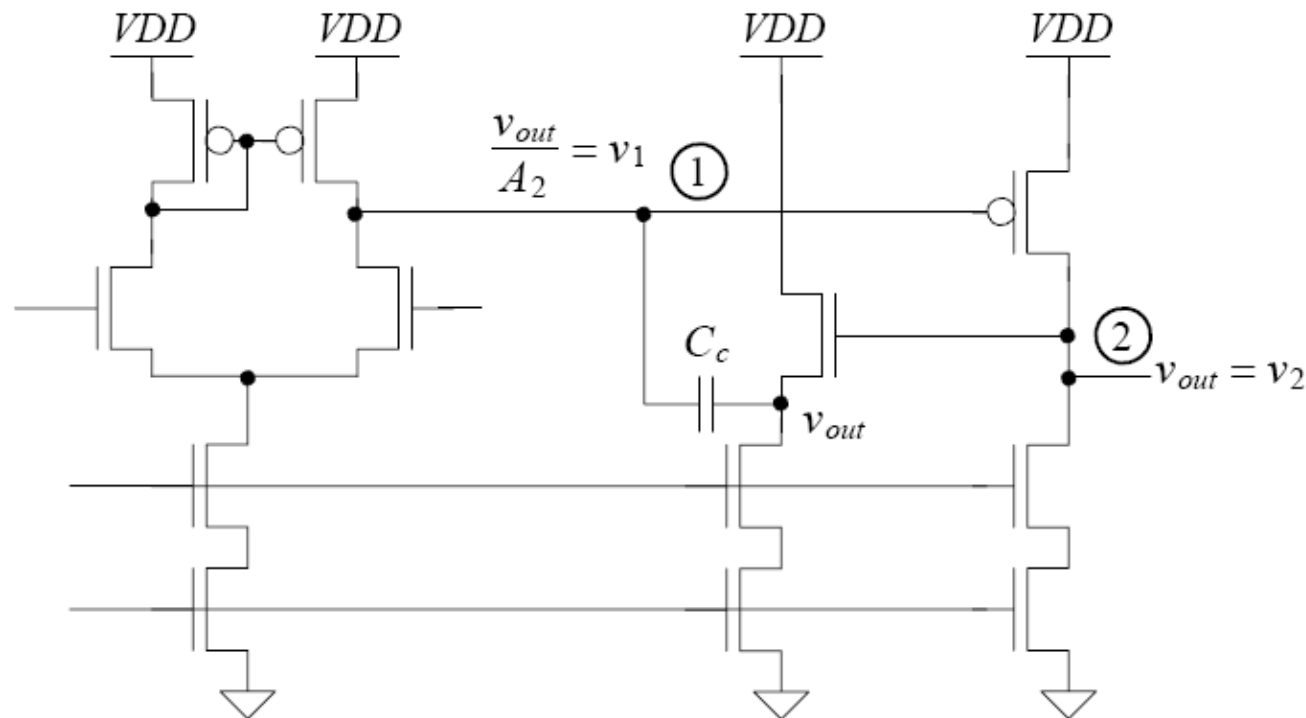 VDD VDD VDD VDD
v_out/A_2 = v_1 1
C_c
v_out
2
v_out = v_2